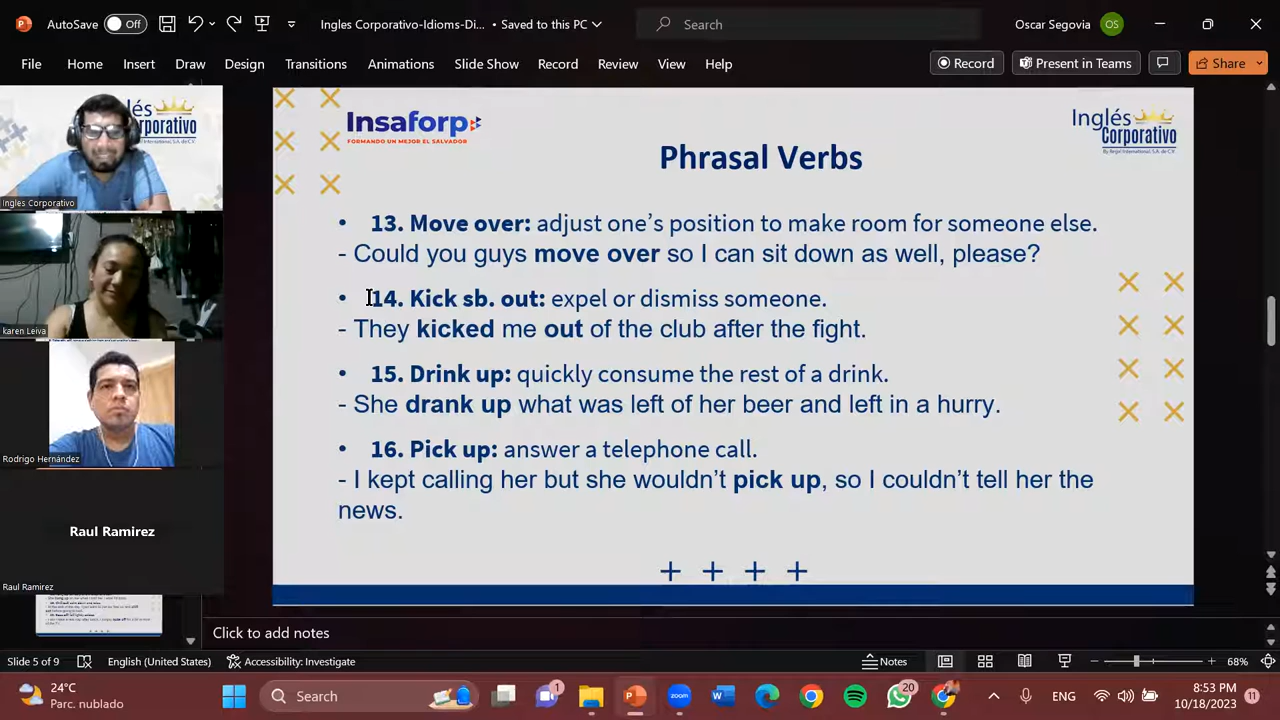 AutoSave Off Ingles Corporativo-Idioms-Di... • Saved to this PC Search Oscar Segovia OS
File Home Insert Draw Design Transitions Animations Slide Show Record Review View Help Record Present in Teams Share
Inglés Corporativo
karen Leiva
Rodrigo Hernández
Raul Ramirez
Raul Ramirez
Insaforp
FORMANDO UN MEJOR EL SALVADOR
Inglés
Corporativo
Phrasal Verbs
• 13. Move over: adjust one’s position to make room for someone else.
- Could you guys move over so I can sit down as well, please?
• 14. Kick sb. out: expel or dismiss someone.
- They kicked me out of the club after the fight.
• 15. Drink up: quickly consume the rest of a drink.
- She drank up what was left of her beer and left in a hurry.
• 16. Pick up: answer a telephone call.
- I kept calling her but she wouldn’t pick up, so I couldn’t tell her the
news.
Click to add notes
Slide 5 of 9 English (United States) Accessibility: Investigate Notes 68%
24°C
Parc. nublado
Search
1
20
ENG
8:53 PM
10/18/2023
11